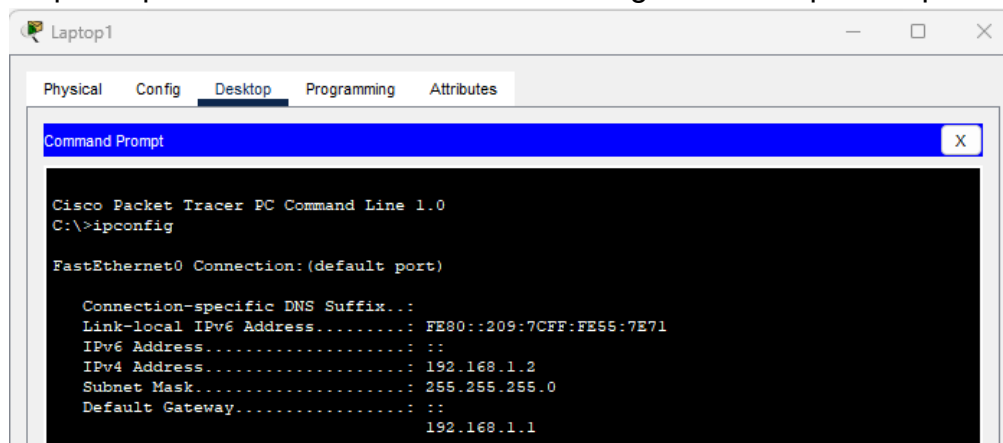 Laptop1
Physical Config Desktop Programming Attributes
Command Prompt X
Cisco Packet Tracer PC Command Line 1.0
C:\>ipconfig
FastEthernet0 Connection:(default port)
Connection-specific DNS Suffix..:
Link-local IPv6 Address.........: FE80::209:7CFF:FE55:7E71
IPv6 Address....................: ::
IPv4 Address....................: 192.168.1.2
Subnet Mask.....................: 255.255.255.0
Default Gateway.................: ::
192.168.1.1